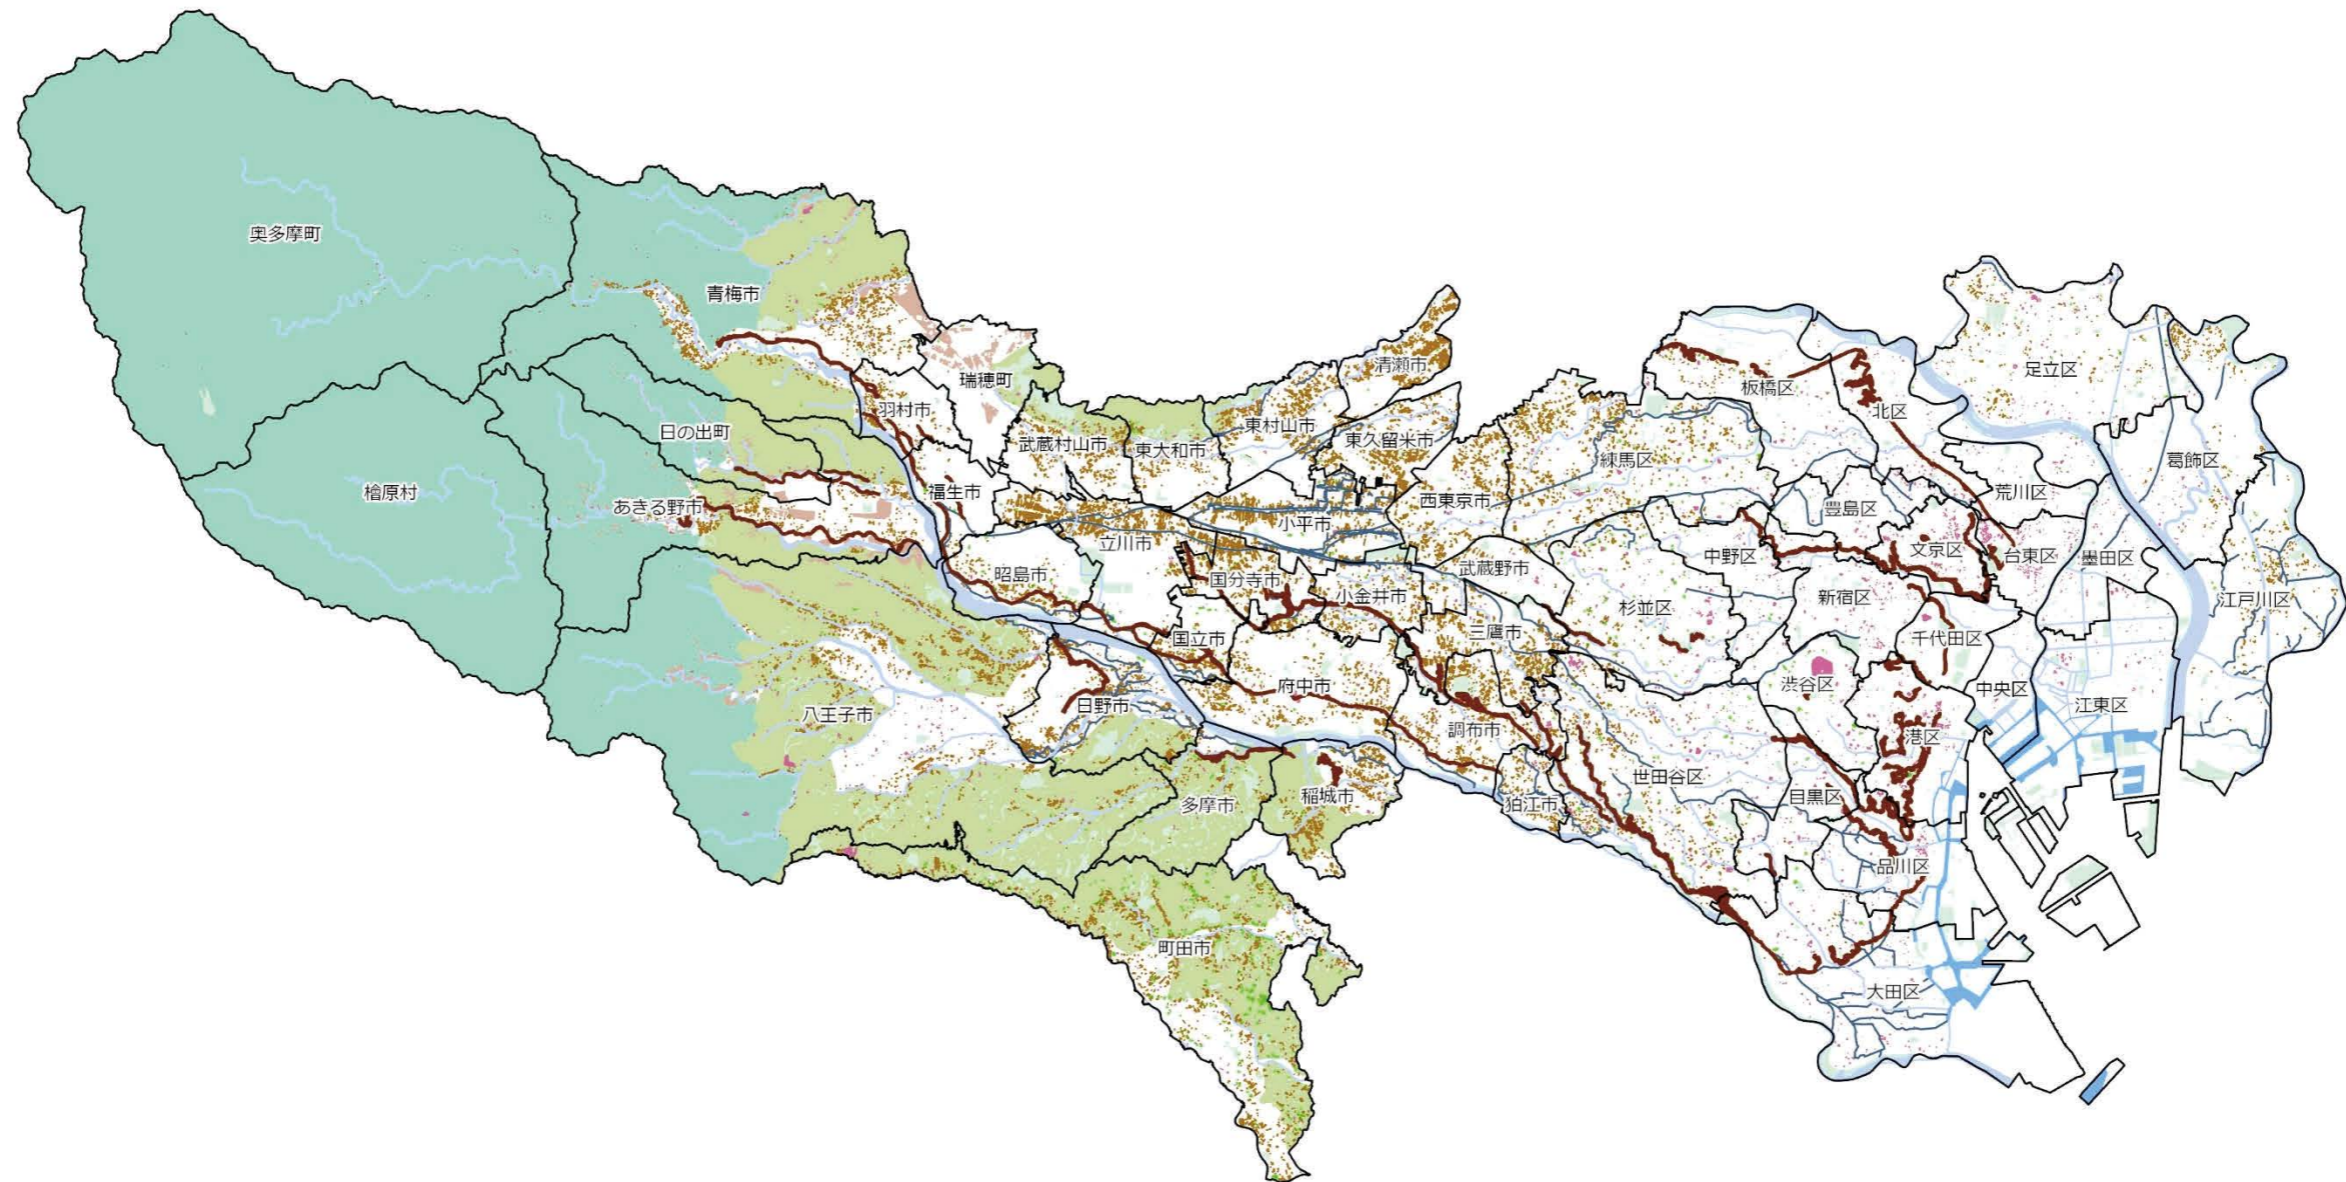 奥多摩町
青梅市
瑞穂町
羽村市
日の出町
檜原村
あきる野市
福生市
武蔵村山市
東大和市
東村山市
清瀬市
東久留米市
西東京市
小平市
立川市
昭島市
国分寺市
小金井市
武蔵野市
三鷹市
国立市
府中市
調布市
狛江市
日野市
八王子市
多摩市
稲城市
町田市
練馬区
板橋区
北区
足立区
葛飾区
荒川区
豊島区
文京区
台東区
墨田区
江戸川区
中野区
杉並区
新宿区
千代田区
渋谷区
中央区
江東区
港区
世田谷区
目黒区
品川区
大田区